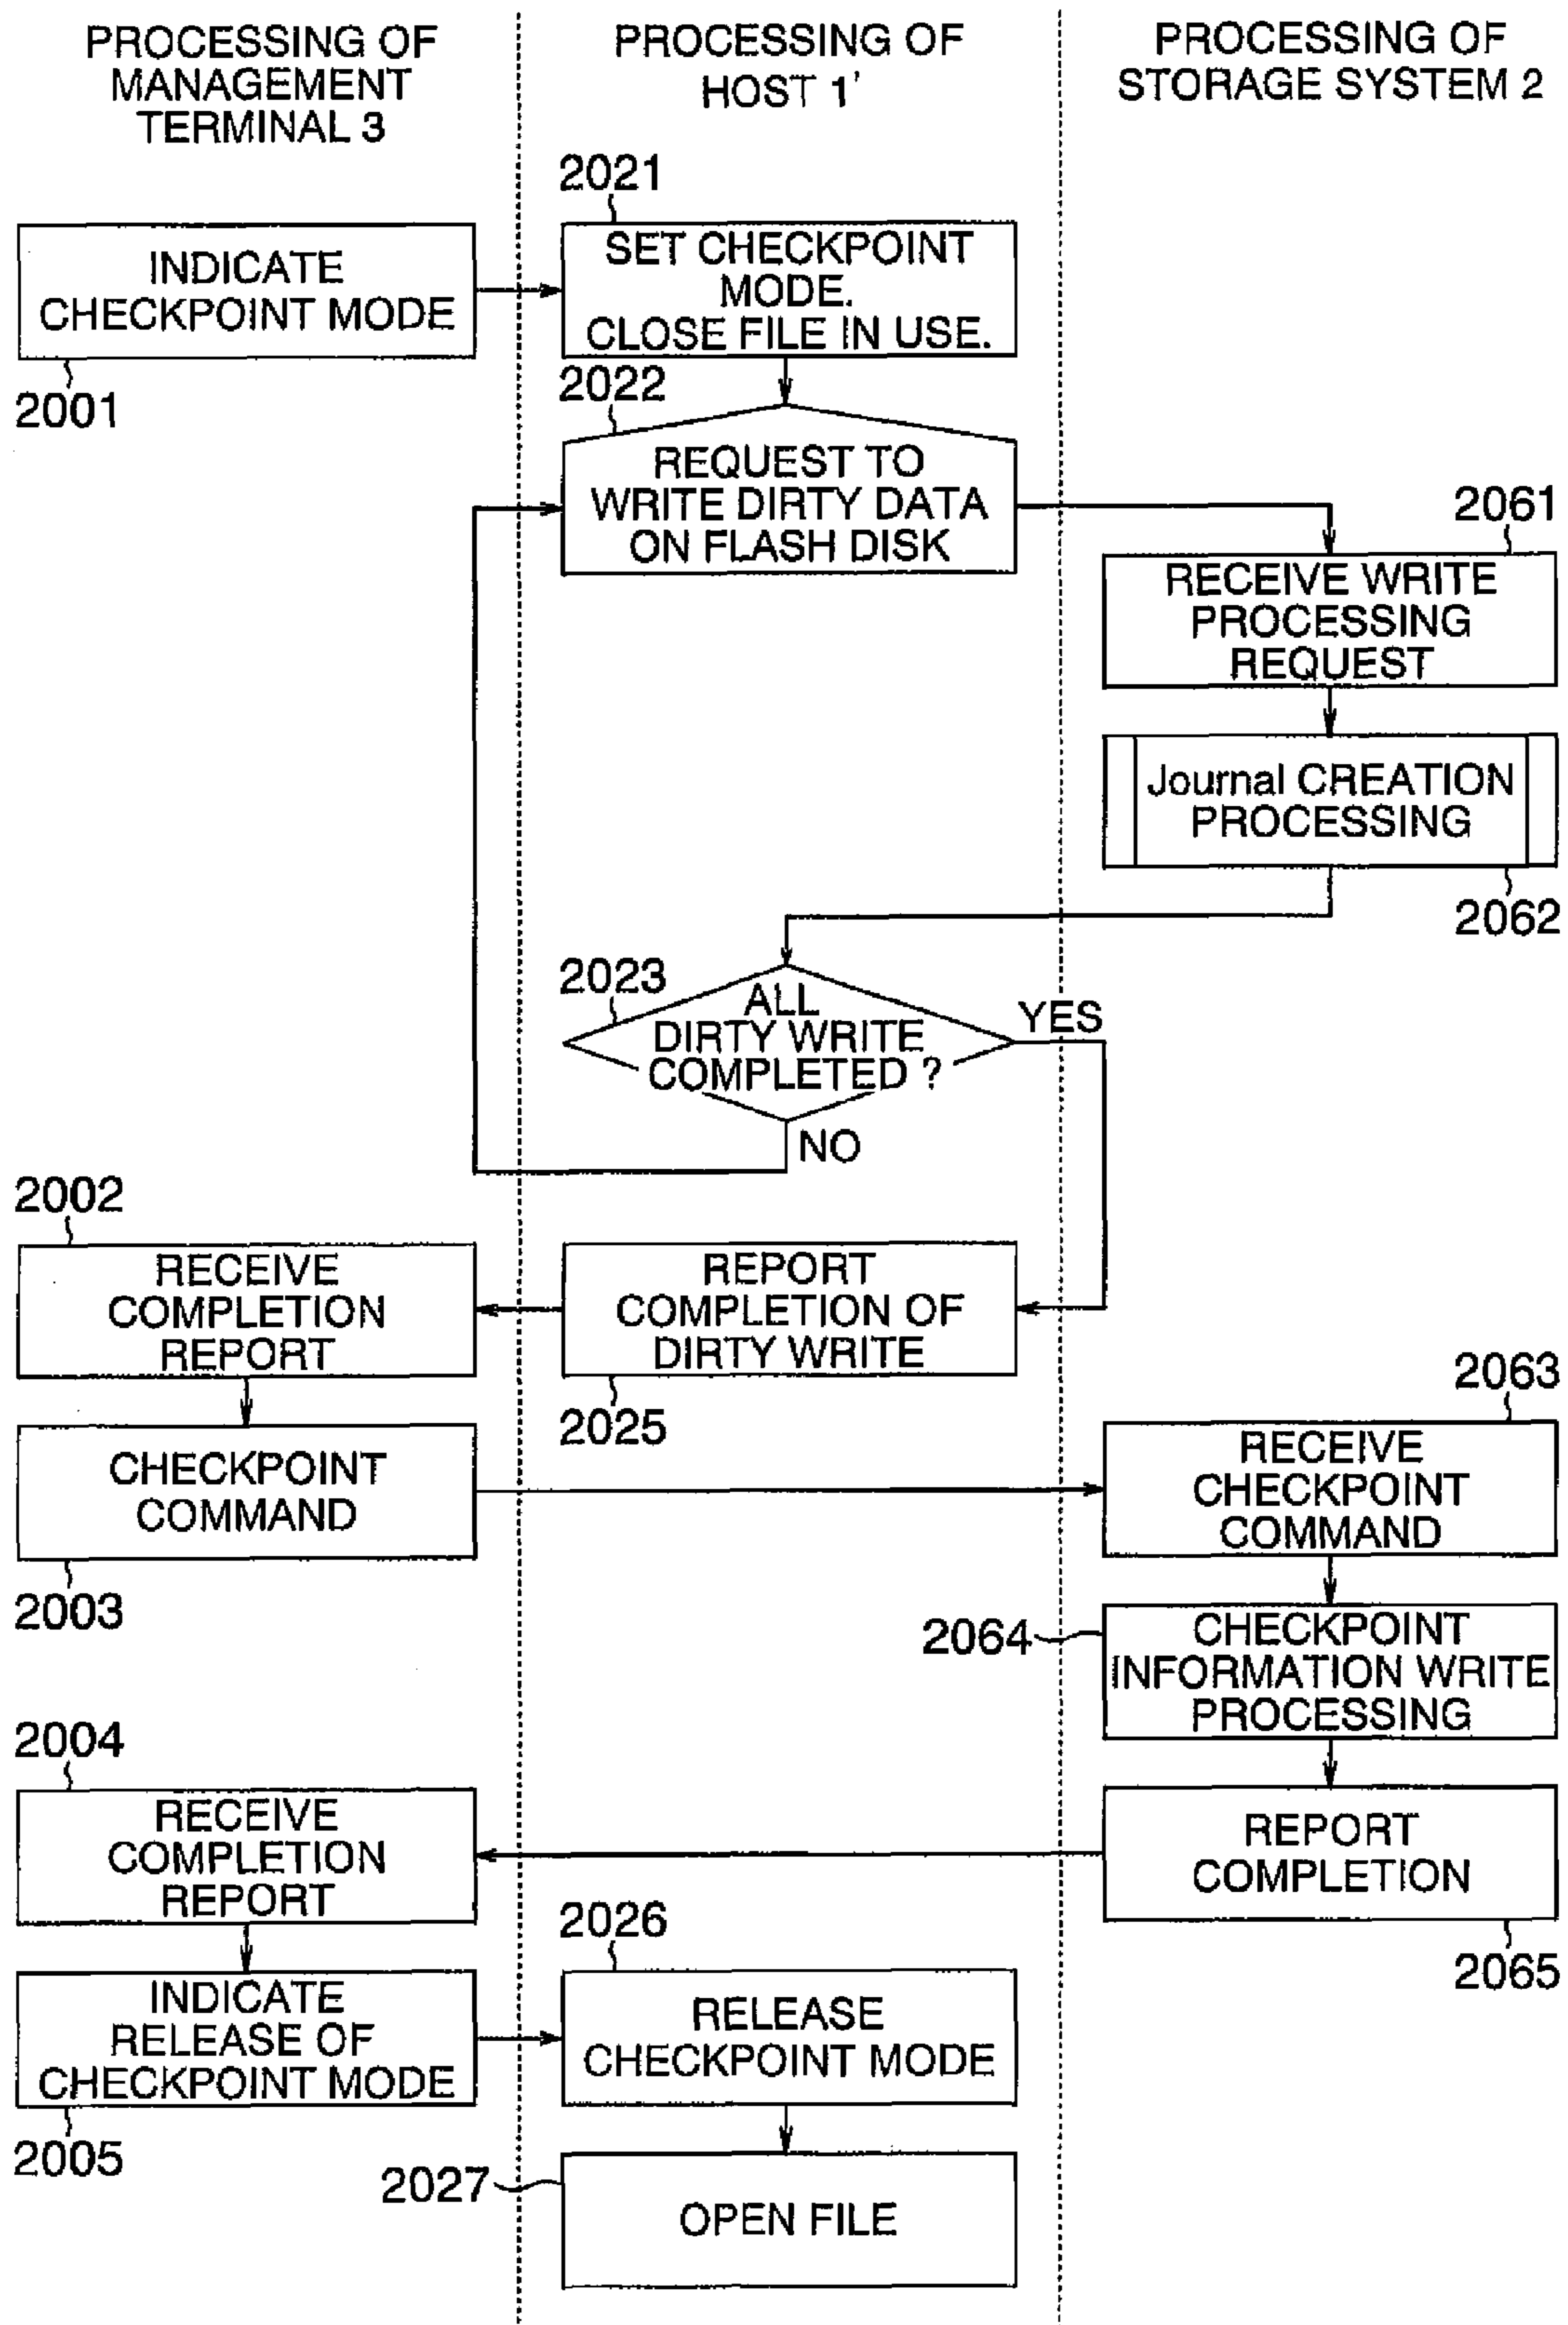 PROCESSING OF
MANAGEMENT
TERMINAL 3
PROCESSING OF
HOST 1'
PROCESSING OF
STORAGE SYSTEM 2
INDICATE
CHECKPOINT MODE
2001
2021
SET CHECKPOINT
MODE.
CLOSE FILE IN USE.
2022
REQUEST TO
WRITE DIRTY DATA
ON FLASH DISK
2061
RECEIVE WRITE
PROCESSING
REQUEST
Journal CREATION
PROCESSING
2062
2023
ALL
DIRTY WRITE
COMPLETED ?
YES
NO
2002
RECEIVE
COMPLETION
REPORT
REPORT
COMPLETION OF
DIRTY WRITE
2025
CHECKPOINT
COMMAND
2003
2063
RECEIVE
CHECKPOINT
COMMAND
2064
CHECKPOINT
INFORMATION WRITE
PROCESSING
2004
RECEIVE
COMPLETION
REPORT
REPORT
COMPLETION
2065
INDICATE
RELEASE OF
CHECKPOINT MODE
2005
2026
RELEASE
CHECKPOINT MODE
2027
OPEN FILE